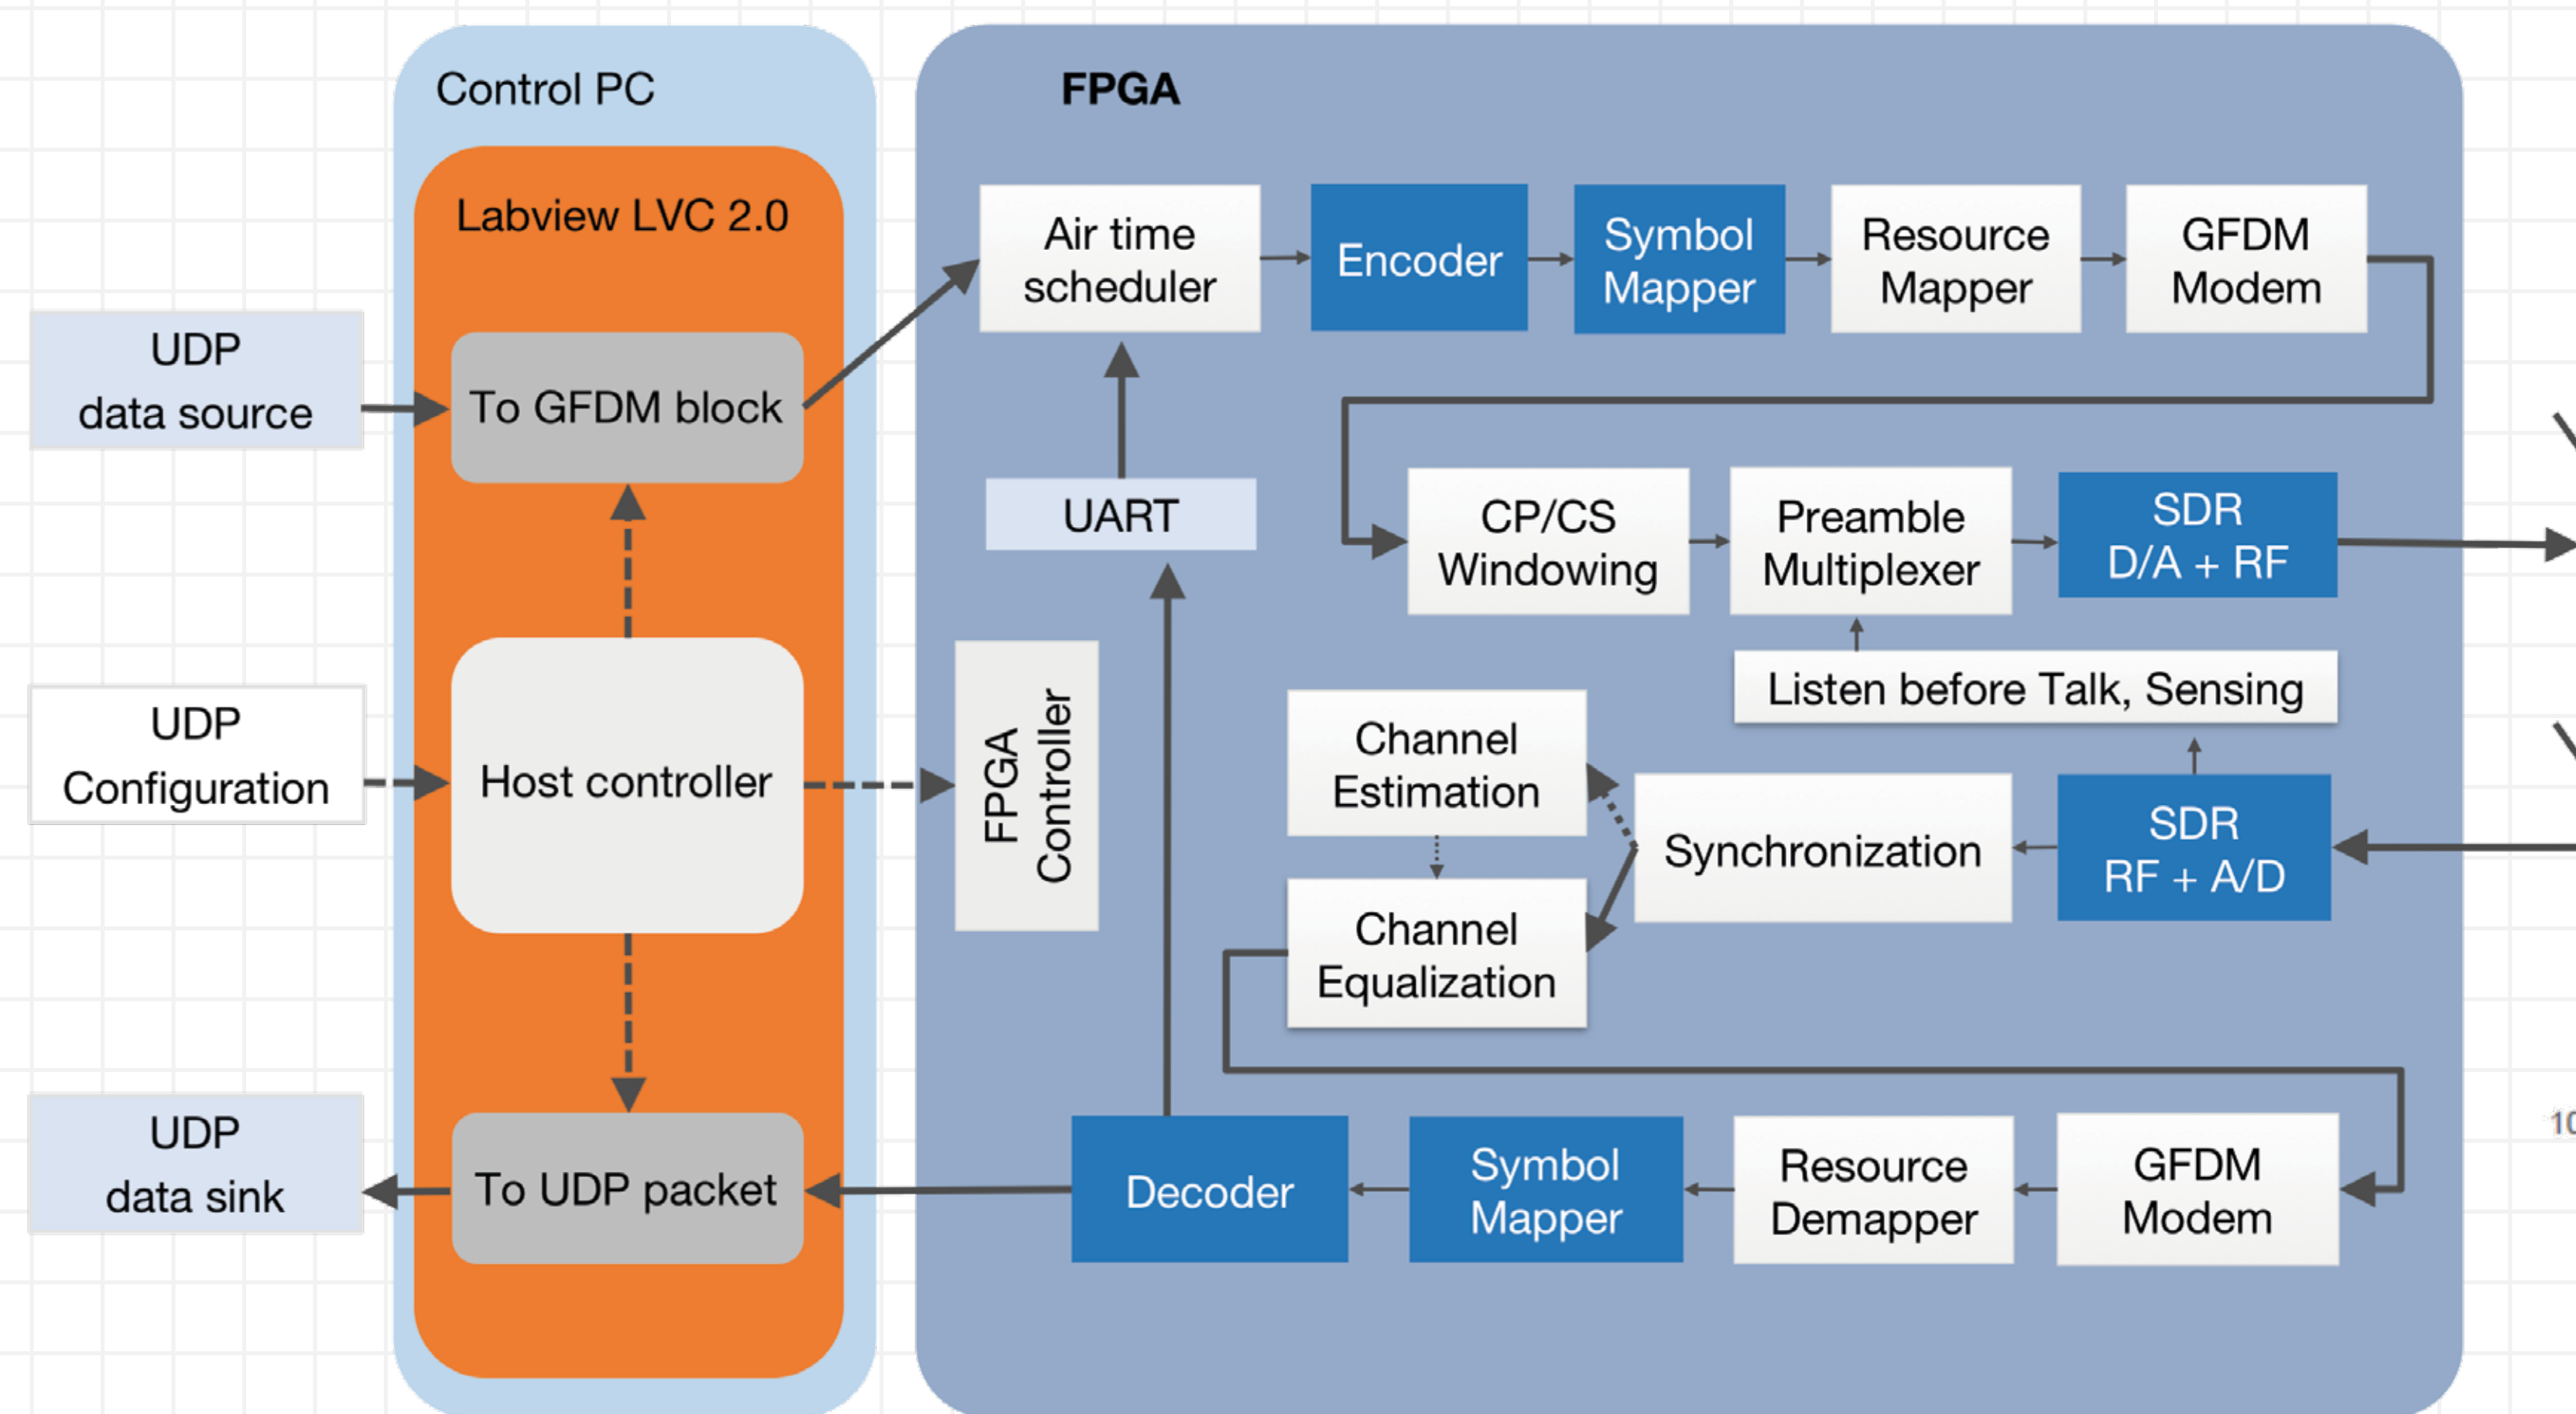 Control PC
Labview LVC 2.0
UDP
data source
To GFDM block
UDP
Configuration
Host controller
UDP
data sink
To UDP packet
FPGA
Air time
scheduler
Encoder
Symbol
Mapper
Resource
Mapper
GFDM
Modem
UART
CP/CS
Windowing
Preamble
Multiplexer
SDR
D/A + RF
Listen before Talk, Sensing
FPGA
Controller
Channel
Estimation
Synchronization
SDR
RF + A/D
Channel
Equalization
Decoder
Symbol
Mapper
Resource
Demapper
GFDM
Modem